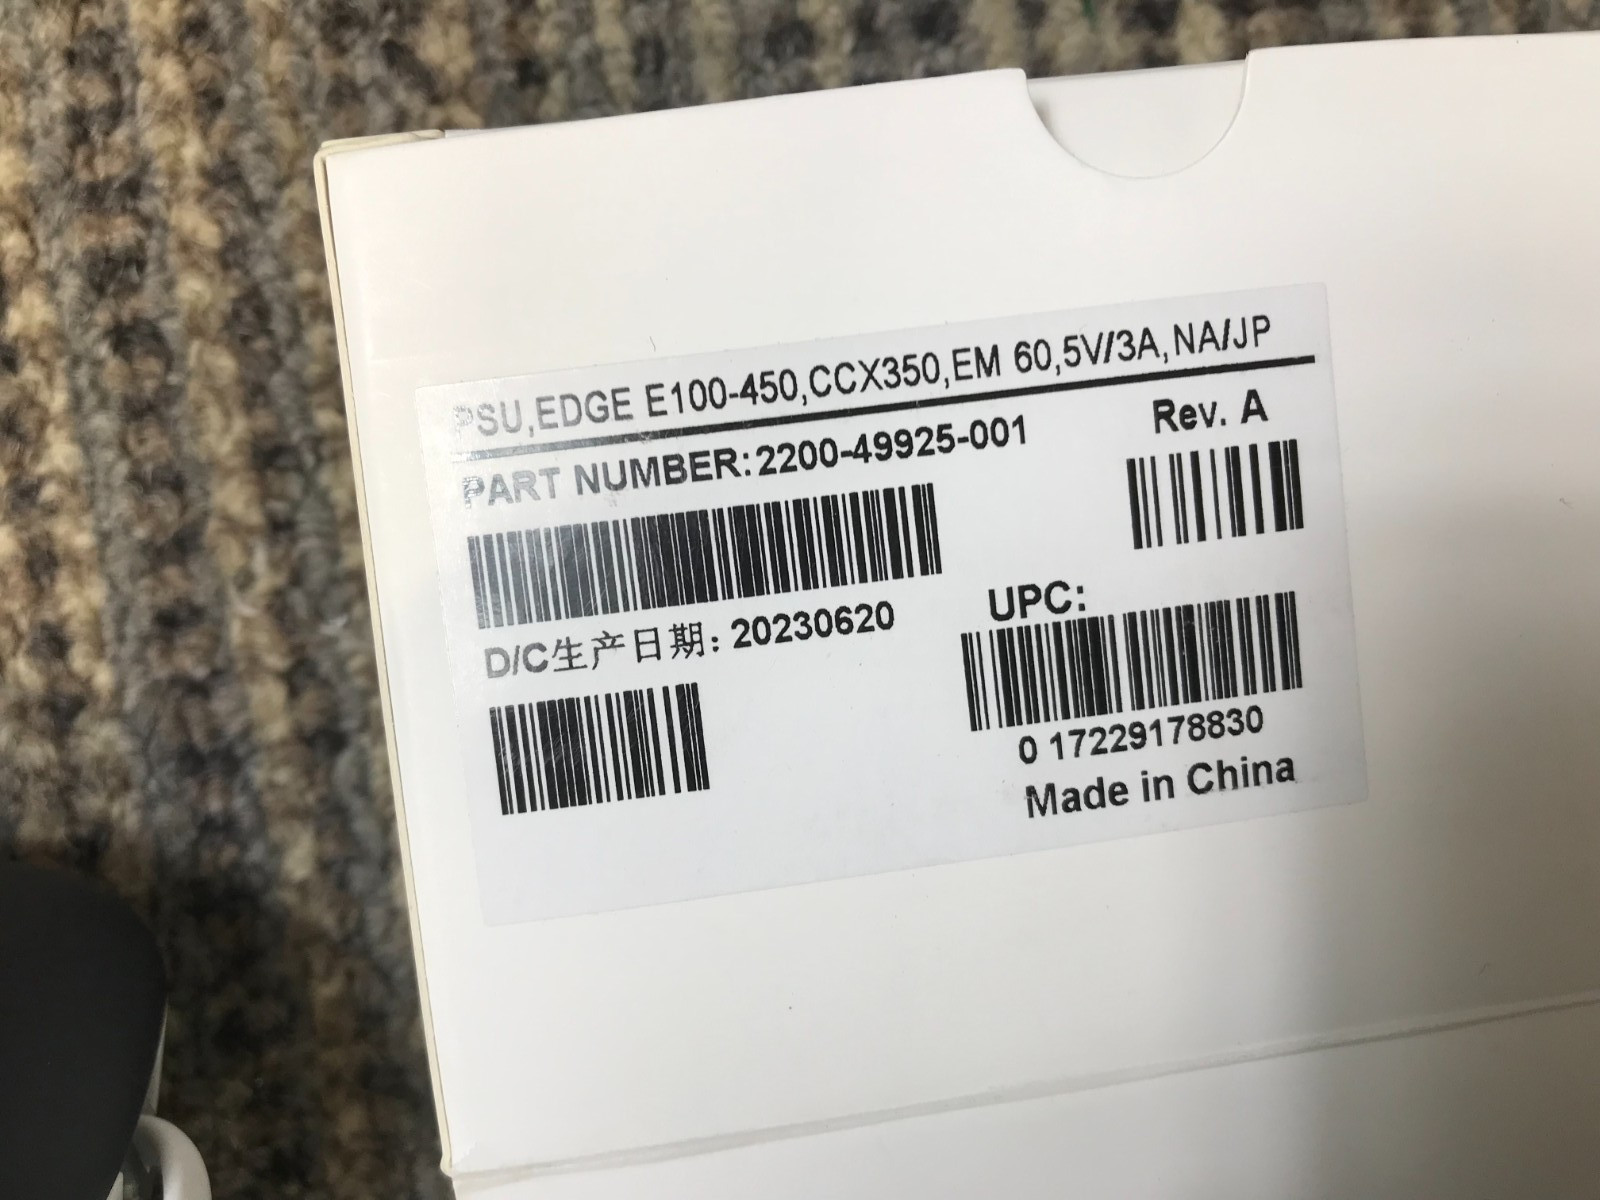 PSU,EDGE E100-450,CCX350,EM 60,5V/3A,NA/JP
PART NUMBER:2200-49925-001
Rev. A
D/C生产日期: 20230620
UPC:
0 17229178830
Made in China